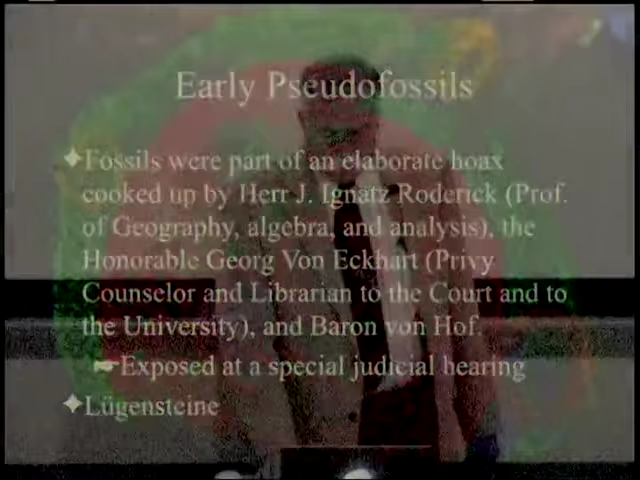 Early Pseudofossils
✦Fossils were part of an elaborate hoax
cooked up by Herr J. Ignatz Roderick (Prof.
of Geography, algebra, and analysis), the
Honorable Georg Von Eckhart (Privy
Counselor and Librarian to the Court and to
the University), and Baron von Hof.
☛Exposed at a special judicial hearing
✦Lügensteine